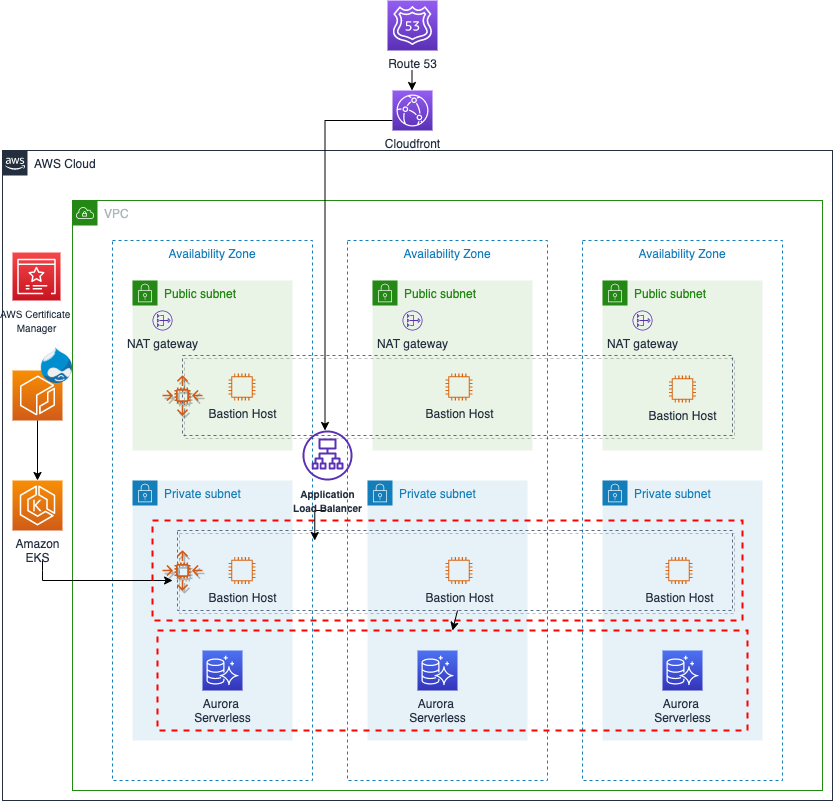 53
Route 53
Cloudfront
aws
AWS Cloud
VPC
Availability Zone
Availability Zone
Availability Zone
Public subnet
Public subnet
Public subnet
NAT gateway
NAT gateway
NAT gateway
AWS Certificate
Manager
Bastion Host
Bastion Host
Bastion Host
Application
Load Balancer
Private subnet
Private subnet
Private subnet
K
Amazon
EKS
Bastion Host
Bastion Host
Bastion Host
Aurora
Serverless
Aurora
Serverless
Aurora
Serverless